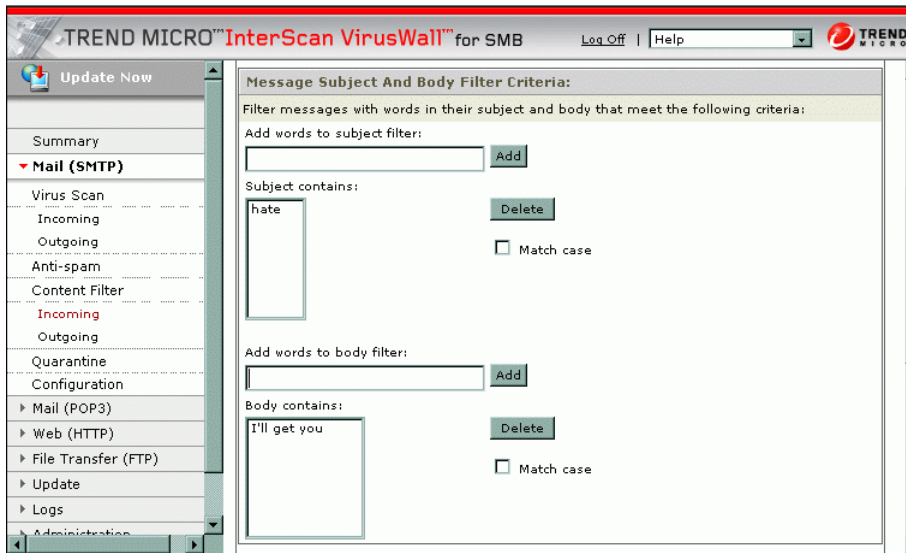 TREND MICRO™ InterScan VirusWall™ for SMB
Log Off | Help
TREND
MICRO
Update Now
Summary
Mail (SMTP)
Virus Scan
Incoming
Outgoing
Anti-spam
Content Filter
Incoming
Outgoing
Quarantine
Configuration
Mail (POP3)
Web (HTTP)
File Transfer (FTP)
Update
Logs
Administration
Message Subject And Body Filter Criteria:
Filter messages with words in their subject and body that meet the following criteria:
Add words to subject filter:
Add
Subject contains:
hate
Delete
Match case
Add words to body filter:
Add
Body contains:
I'll get you
Delete
Match case